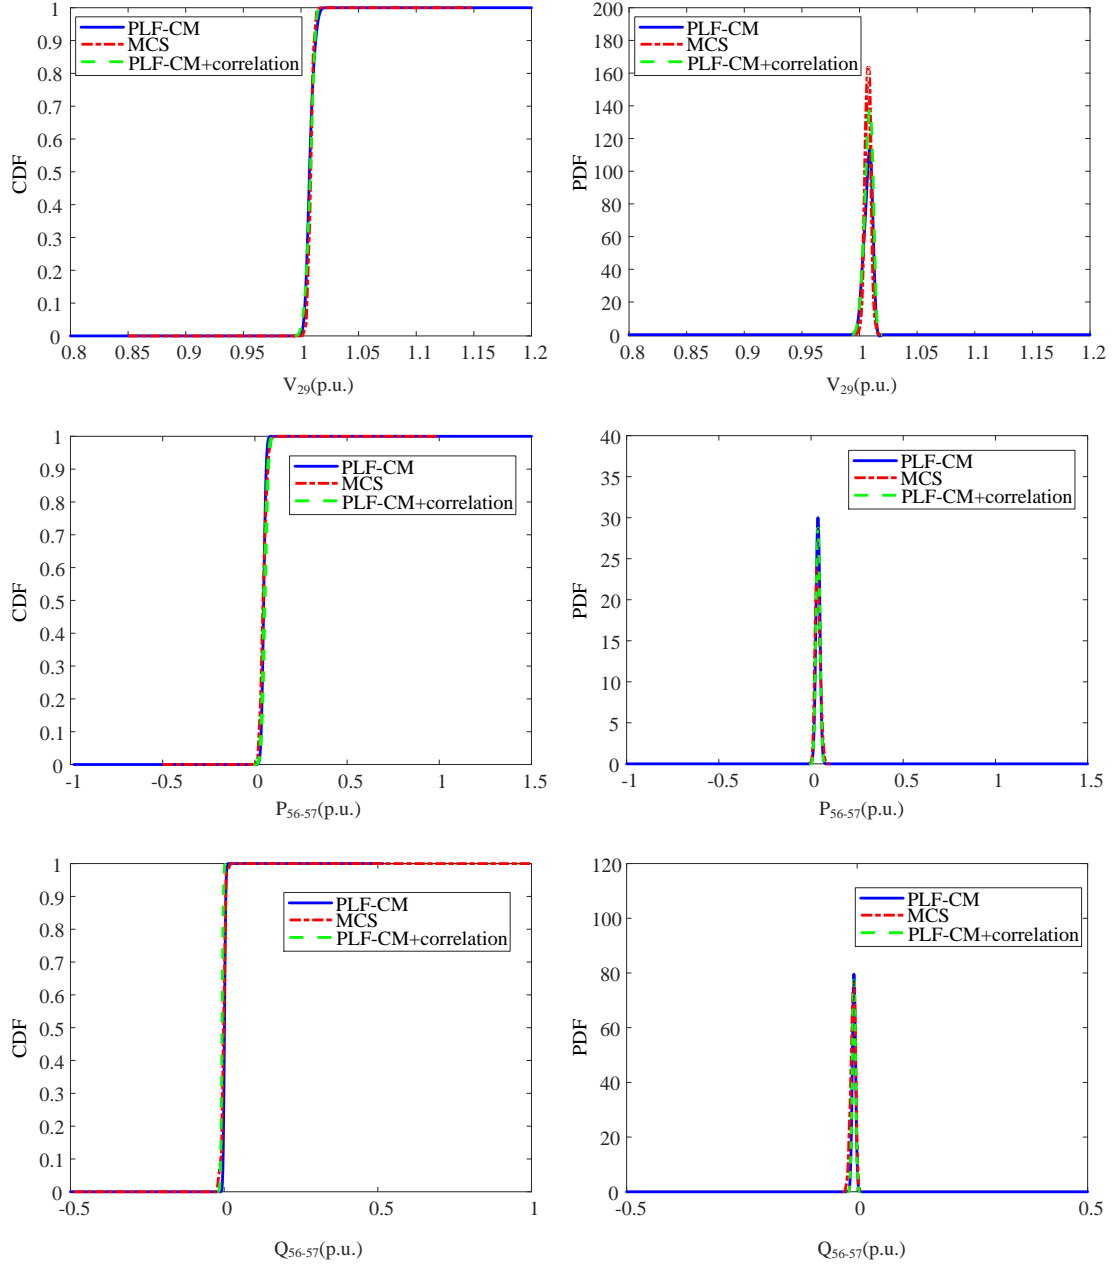 PLF-CM
MCS
PLF-CM+correlation
1
0.9
0.8
0.7
0.6
0.5
0.4
0.3
0.2
0.1
0
CDF
0.8 0.85 0.9 0.95 1 1.05 1.1 1.15 1.2
V29(p.u.)
PLF-CM
MCS
PLF-CM+correlation
200
180
160
140
120
100
80
60
40
20
0
PDF
0.8 0.85 0.9 0.95 1 1.05 1.1 1.15 1.2
V29(p.u.)
PLF-CM
MCS
PLF-CM+correlation
1
0.9
0.8
0.7
0.6
0.5
0.4
0.3
0.2
0.1
0
CDF
-1 -0.5 0 0.5 1 1.5
P56-57(p.u.)
PLF-CM
MCS
PLF-CM+correlation
40
35
30
25
20
15
10
5
0
PDF
-1 -0.5 0 0.5 1 1.5
P56-57(p.u.)
PLF-CM
MCS
PLF-CM+correlation
1
0.9
0.8
0.7
0.6
0.5
0.4
0.3
0.2
0.1
0
CDF
-0.5 0 0.5 1
Q56-57(p.u.)
PLF-CM
MCS
PLF-CM+correlation
120
100
80
60
40
20
0
PDF
-0.5 0 0.5
Q56-57(p.u.)